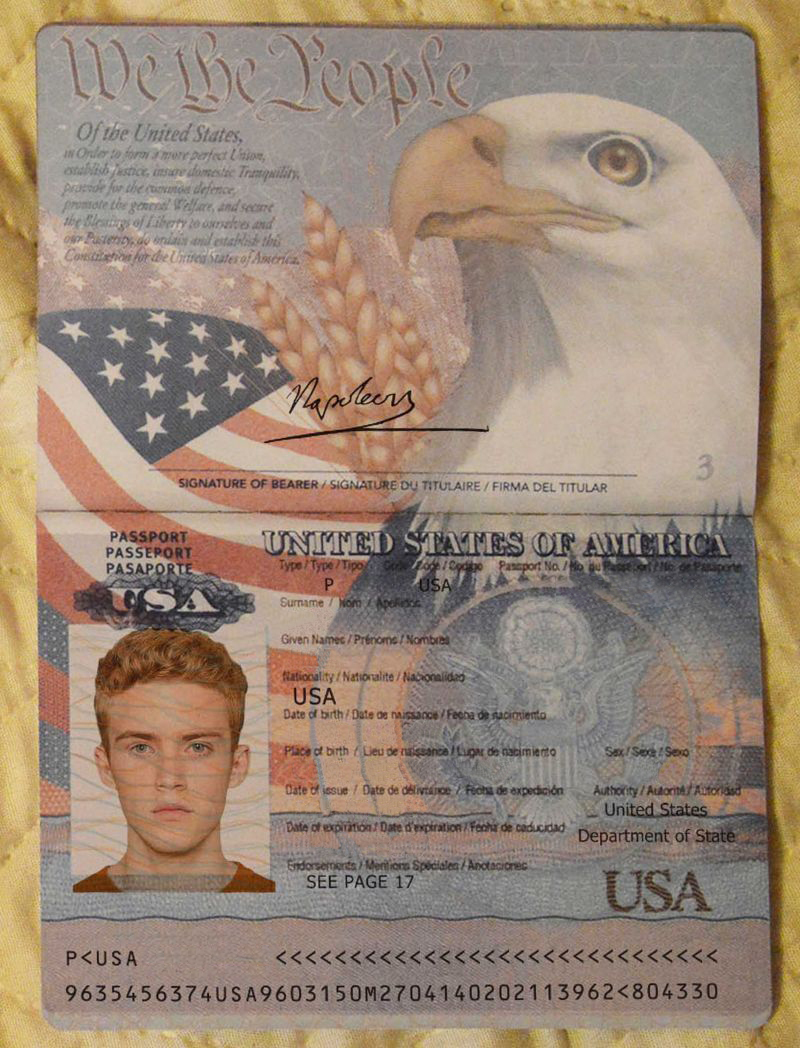 We the People
Of the United States,
in Order to form a more perfect Union,
establish justice, insure domestic Tranquility,
provide for the common defence,
promote the general Welfare, and secure
the Blessings of Liberty to ourselves and
our Posterity, do ordain and establish this
Constitution for the United States of America.
Napoleon
3
SIGNATURE OF BEARER / SIGNATURE DU TITULAIRE / FIRMA DEL TITULAR
PASSPORT
PASSEPORT
PASAPORTE
USA
UNITED STATES OF AMERICA
Type / Type / Tipo Code / Code / Codigo Passport No. / No. du Passeport / No. de Pasaporte
P USA
Surname / Nom / Apellidos
Given Names / Prénoms / Nombres
Nationality / Nationalite / Nacionalidad
USA
Date of birth / Date de naissance / Fecha de nacimiento
Place of birth / Lieu de naissance / Lugar de nacimiento Sex / Sexe / Sexo
Date of issue / Date de délivrance / Fecha de expedición Authority / Autorité / Autoridad
United States
Date of expiration / Date d'expiration / Fecha de caducidad
Department of State
Endorsements / Mentions Spéciales / Anotaciones
SEE PAGE 17
USA
P<USA <<<<<<<<<<<<<<<<<<<<<<<<<<<<<<
9635456374USA9603150M27041402021139​62<804330